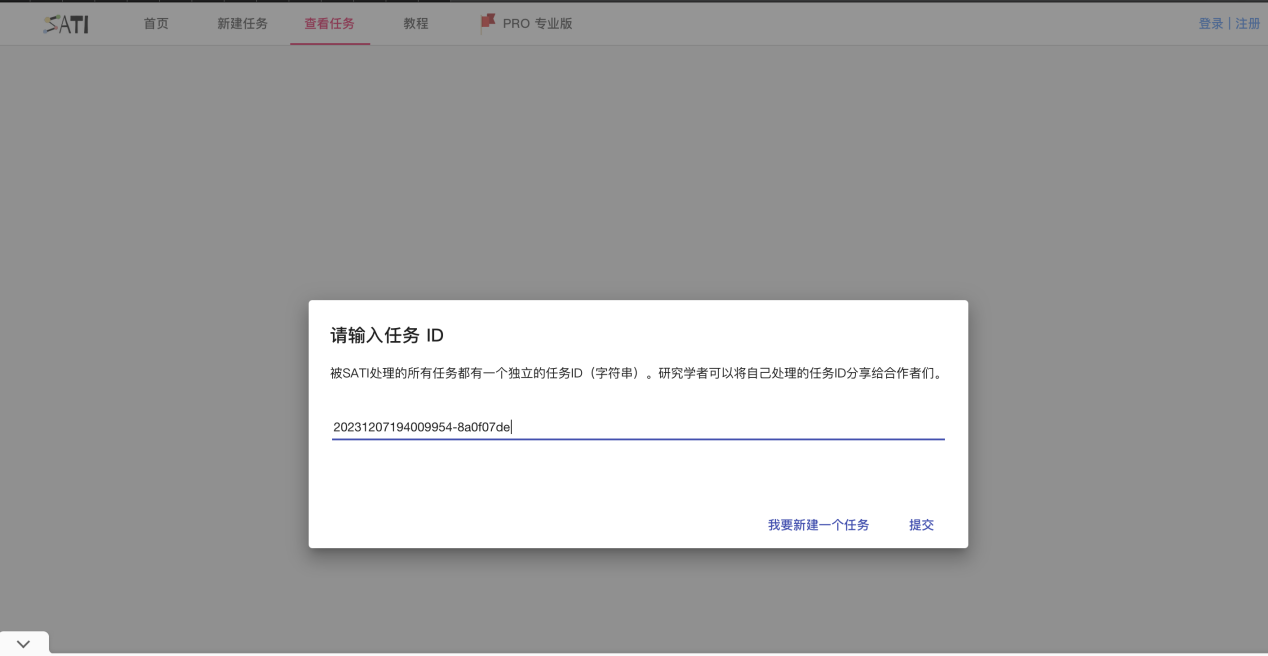 SATI
首页
新建任务
查看任务
教程
PRO 专业版
登录 | 注册
请输入任务 ID
被SATI处理的所有任务都有一个独立的任务ID（字符串）。研究学者可以将自己处理的任务ID分享给合作者们。
20231207194009954-8a0f07de
我要新建一个任务
提交